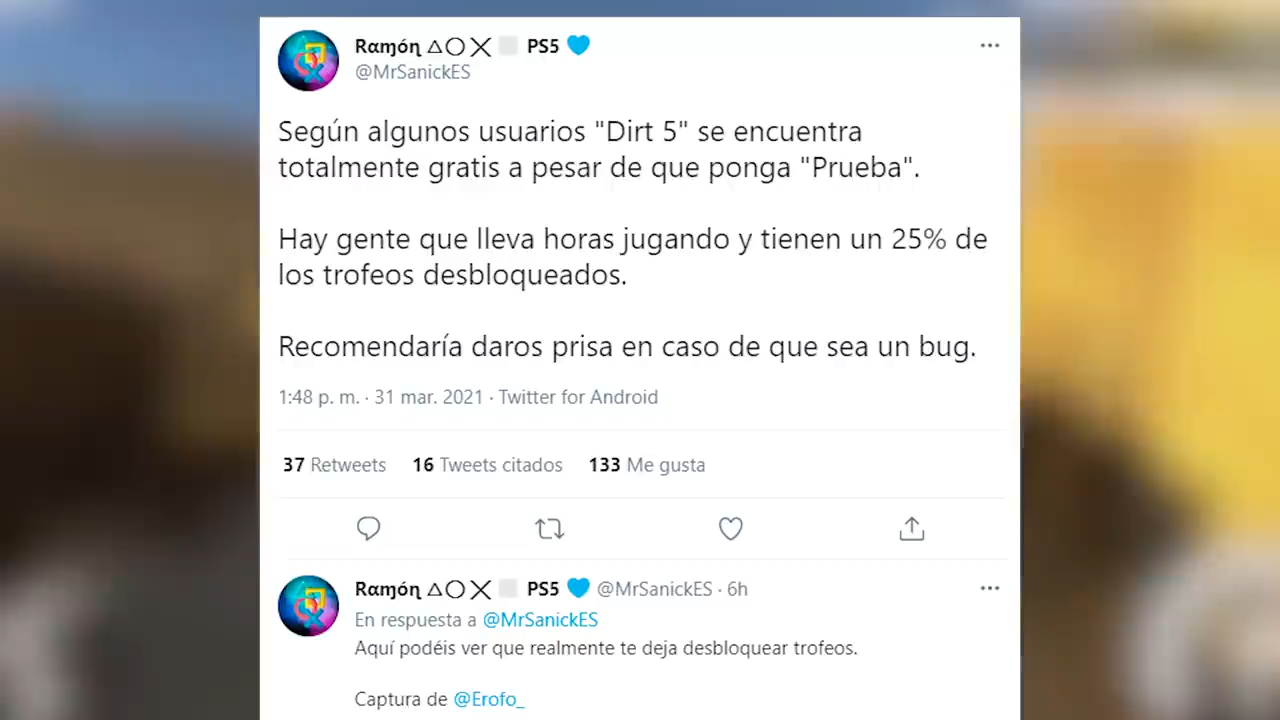 Rαɱóɳ △○✕⬜ PS5 💙
@MrSanickES
Según algunos usuarios "Dirt 5" se encuentra
totalmente gratis a pesar de que ponga "Prueba".
Hay gente que lleva horas jugando y tienen un 25% de
los trofeos desbloqueados.
Recomendaría daros prisa en caso de que sea un bug.
1:48 p. m. · 31 mar. 2021 · Twitter for Android
37 Retweets 16 Tweets citados 133 Me gusta
Rαɱóɳ △○✕⬜ PS5 💙 @MrSanickES · 6h
En respuesta a @MrSanickES
Aquí podéis ver que realmente te deja desbloquear trofeos.
Captura de @Erofo_